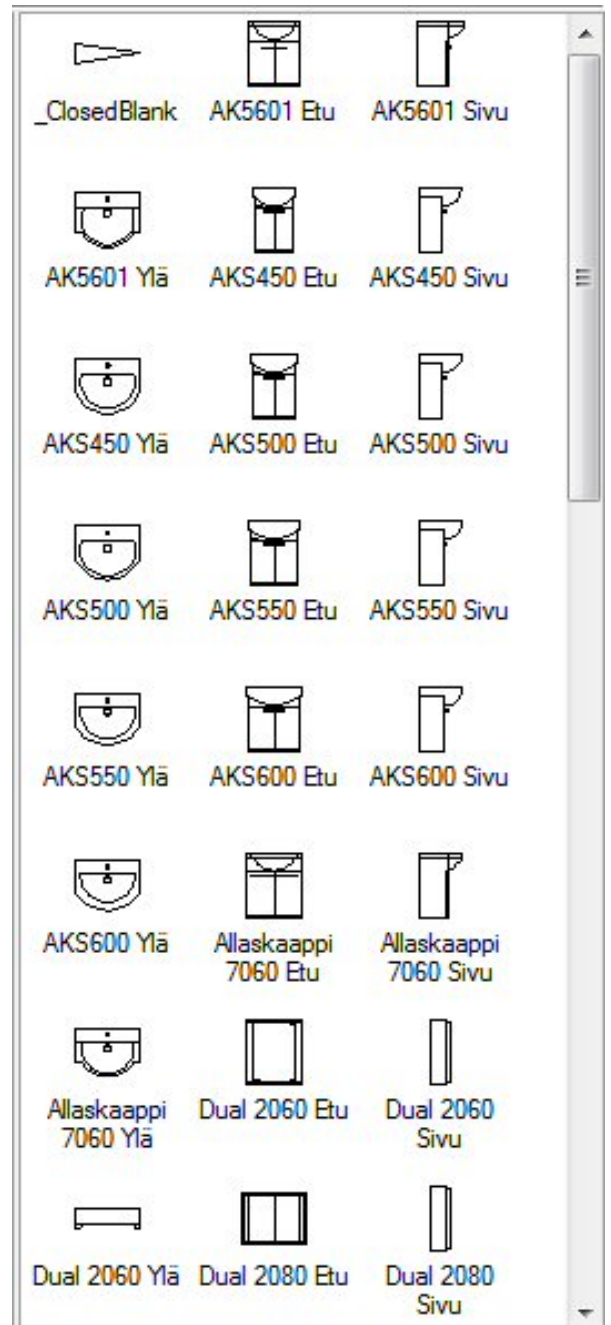 _ClosedBlank AK5601 Etu AK5601 Sivu
AK5601 Ylä AKS450 Etu AKS450 Sivu
AKS450 Ylä AKS500 Etu AKS500 Sivu
AKS500 Ylä AKS550 Etu AKS550 Sivu
AKS550 Ylä AKS600 Etu AKS600 Sivu
AKS600 Ylä Allaskaappi Allaskaappi
7060 Etu 7060 Sivu
Allaskaappi Dual 2060 Etu Dual 2060
7060 Ylä Sivu
Dual 2060 Ylä Dual 2080 Etu Dual 2080
Sivu